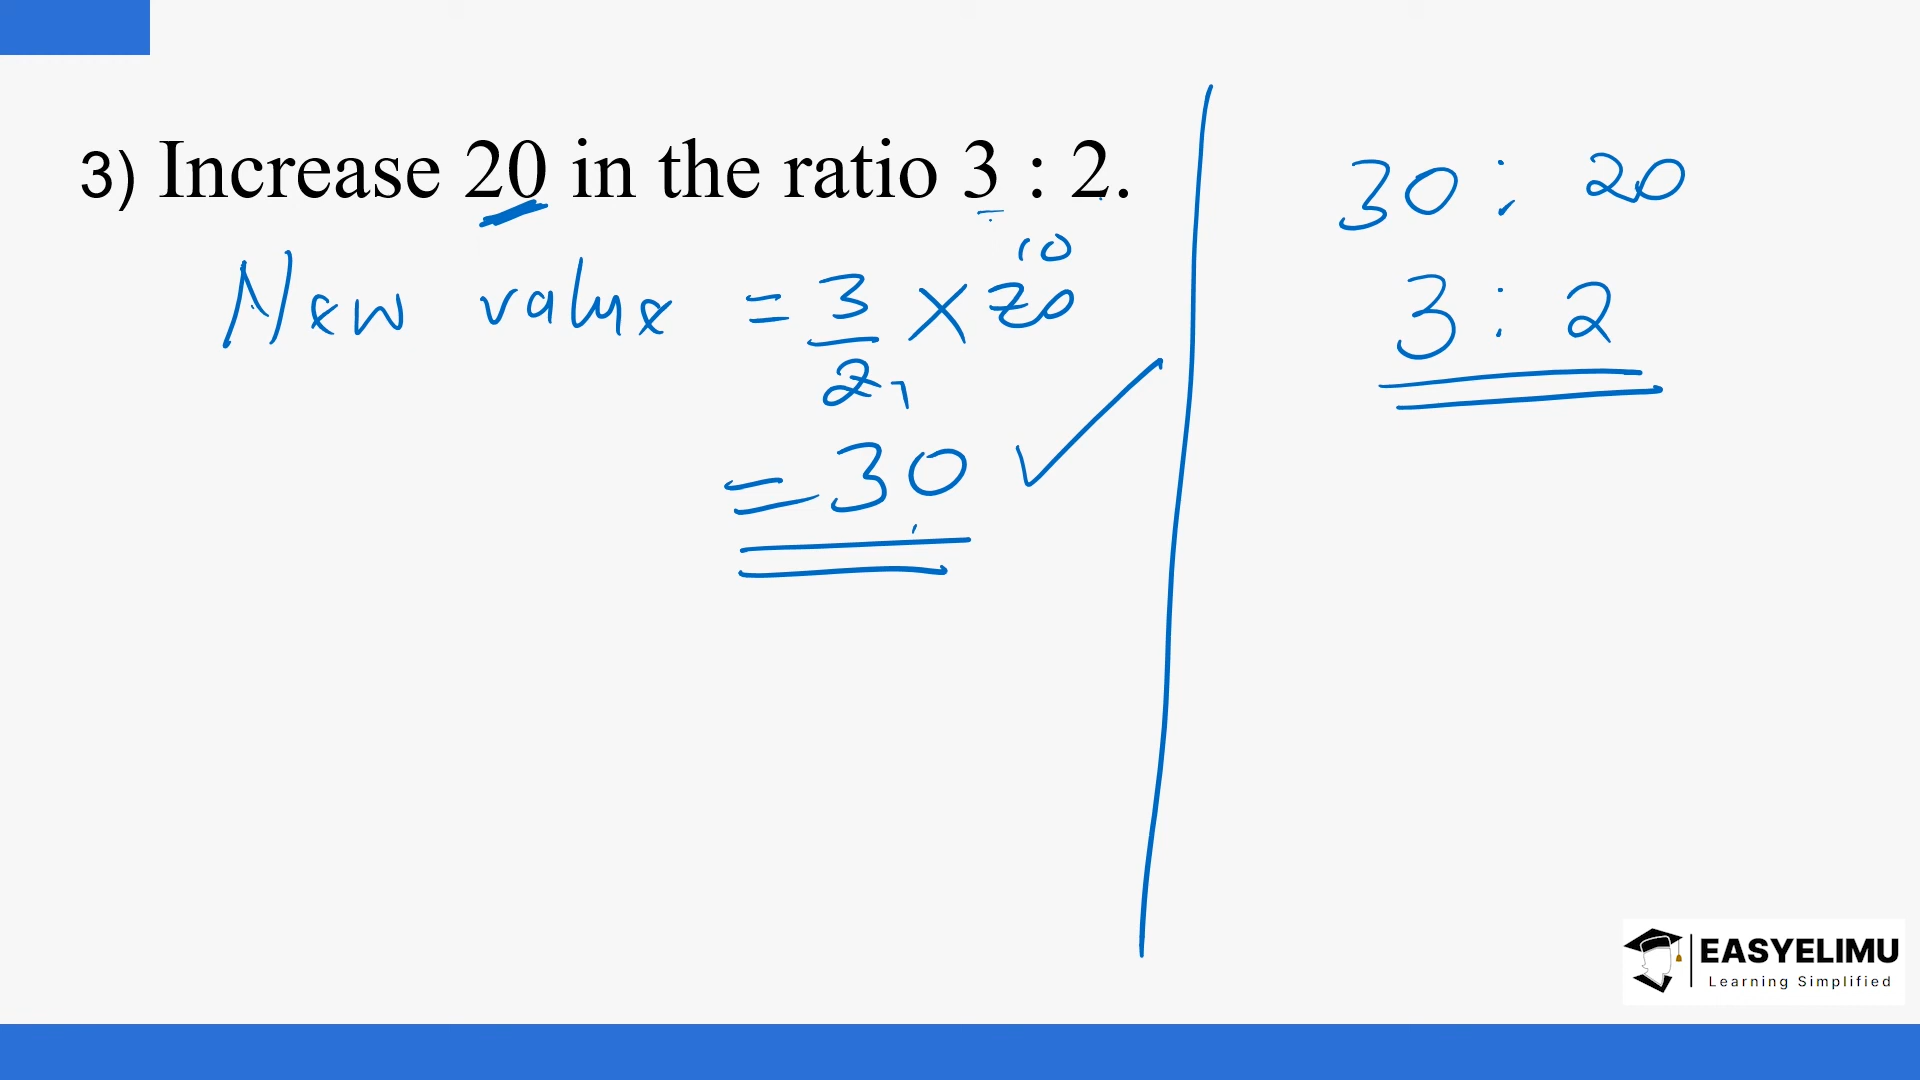 3) Increase 20 in the ratio 3 : 2.
New value = 3/2 × 20
10
1
= 30 ✓
30 : 20
3 : 2
EASYELIMU
Learning Simplified